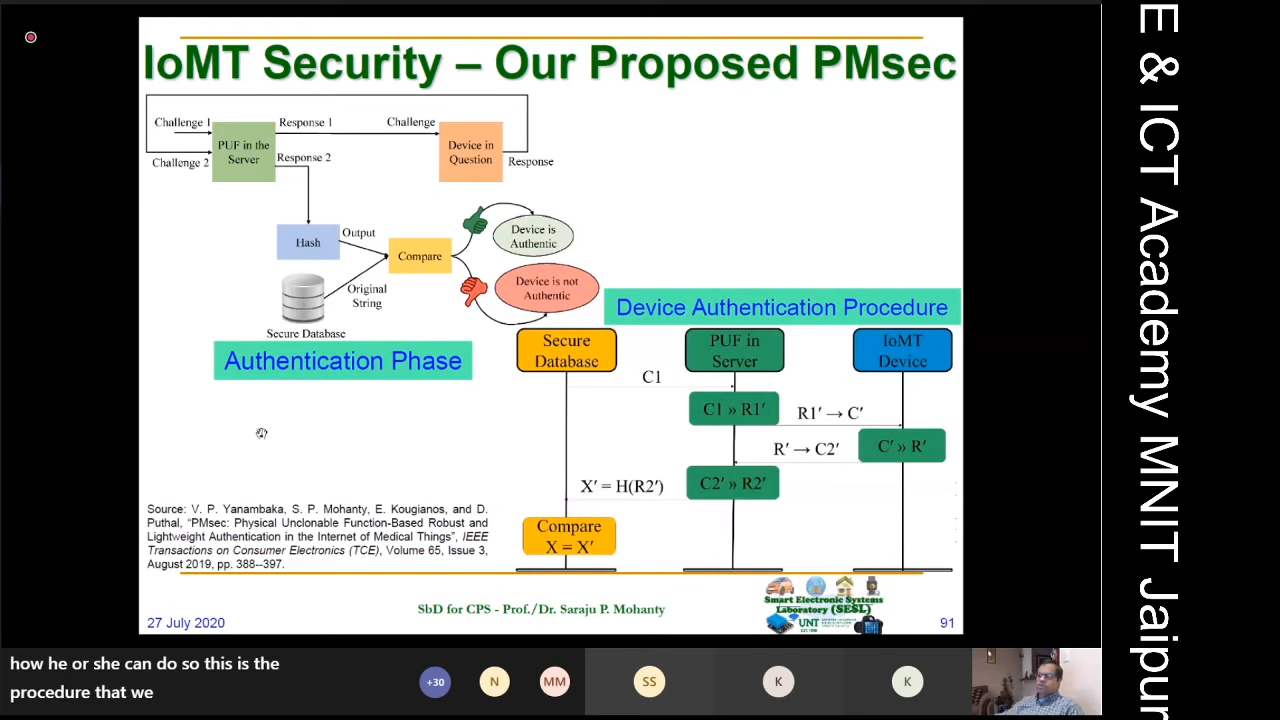 IoMT Security – Our Proposed PMsec
Challenge 1
Response 1
Challenge
PUF in the
Server
Device in
Question
Challenge 2
Response 2
Response
Hash
Output
Compare
Device is
Authentic
Device is not
Authentic
Original
String
Secure Database
Authentication Phase
Device Authentication Procedure
Secure
Database
PUF in
Server
IoMT
Device
C1
C1 » R1′
R1′ → C′
C′ » R′
R′ → C2′
C2′ » R2′
X′ = H(R2′)
Compare
X = X′
Source: V. P. Yanambaka, S. P. Mohanty, E. Kougianos, and D.
Puthal, “PMsec: Physical Unclonable Function-Based Robust and
Lightweight Authentication in the Internet of Medical Things”, IEEE
Transactions on Consumer Electronics (TCE), Volume 65, Issue 3,
August 2019, pp. 388--397.
27 July 2020
SbD for CPS - Prof./Dr. Saraju P. Mohanty
Smart Electronic Systems
Laboratory (SESL)
UNT
91
how he or she can do so this is the
procedure that we
+30
N
MM
SS
K
K
E & ICT Academy MNIT Jaipur